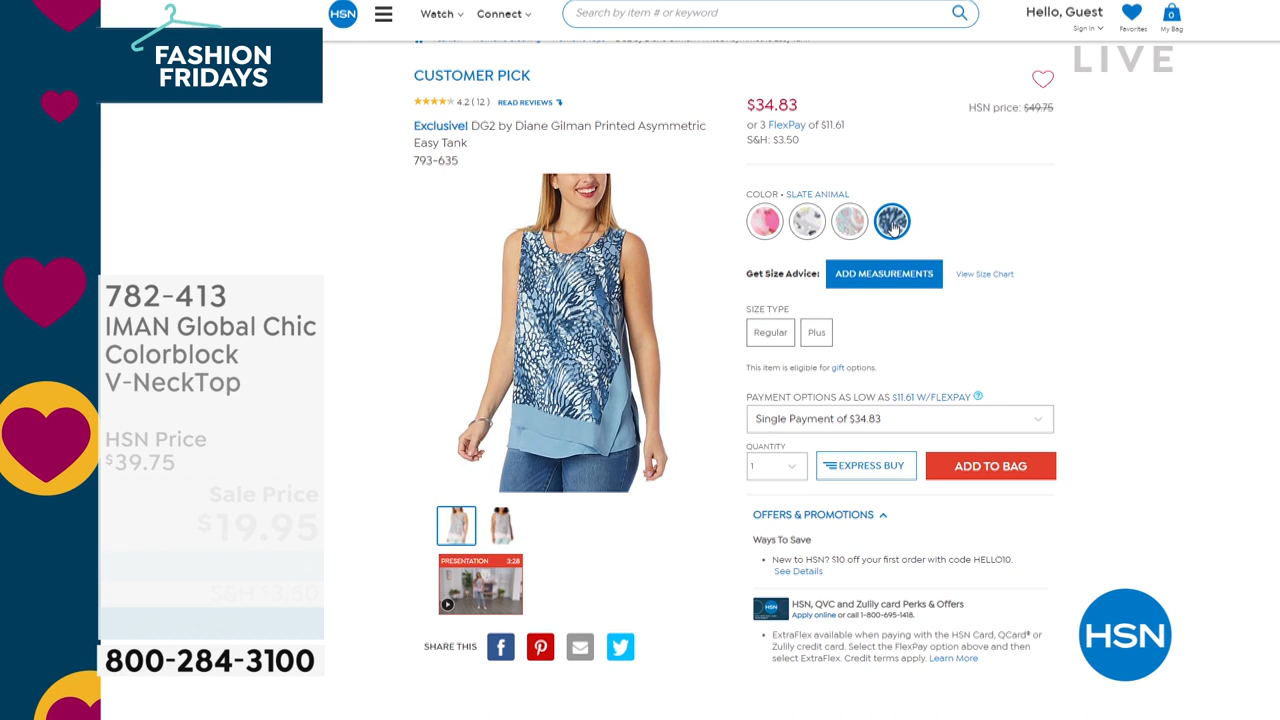 FASHION
FRIDAYS
HSN
Watch
Connect
Search by item # or keyword
Hello, Guest
Sign In
Favorites
0
My Bag
LIVE
CUSTOMER PICK
4.2 (12) READ REVIEWS
Exclusive! DG2 by Diane Gilman Printed Asymmetric
Easy Tank
793-635
$34.83
HSN price: $49.75
or 3 FlexPay of $11.61
S&H: $3.50
COLOR • SLATE ANIMAL
Get Size Advice: ADD MEASUREMENTS View Size Chart
SIZE TYPE
Regular Plus
This item is eligible for gift options.
PAYMENT OPTIONS AS LOW AS $11.61 W/FLEXPAY ?
Single Payment of $34.83
QUANTITY
1
EXPRESS BUY
ADD TO BAG
OFFERS & PROMOTIONS
Ways To Save
• New to HSN? $10 off your first order with code HELLO10.
See Details
HSN
HSN, QVC and Zulily card Perks & Offers
Apply online or call 1-800-695-1418.
• ExtraFlex available when paying with the HSN Card, QCard® or
Zulily credit card. Select the FlexPay option above and then
select ExtraFlex. Credit terms apply. Learn More
PRESENTATION 3:28
SHARE THIS
782-413
IMAN Global Chic
Colorblock
V-NeckTop
HSN Price
$39.75
Sale Price
$19.95
S&H $3.50
800-284-3100
HSN